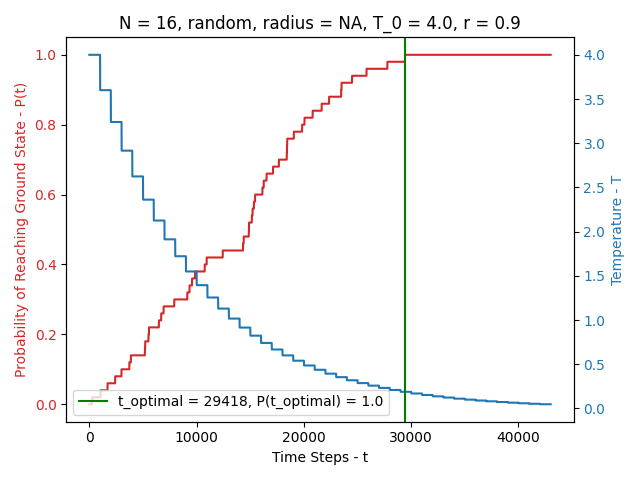 N = 16, random, radius = NA, T_0 = 4.0, r = 0.9
Probability of Reaching Ground State - P(t)
1.0
0.8
0.6
0.4
0.2
0.0
4.0
3.5
3.0
2.5
2.0
1.5
1.0
0.5
0.0
Temperature - T
t_optimal = 29418, P(t_optimal) = 1.0
0 10000 20000 30000 40000
Time Steps - t